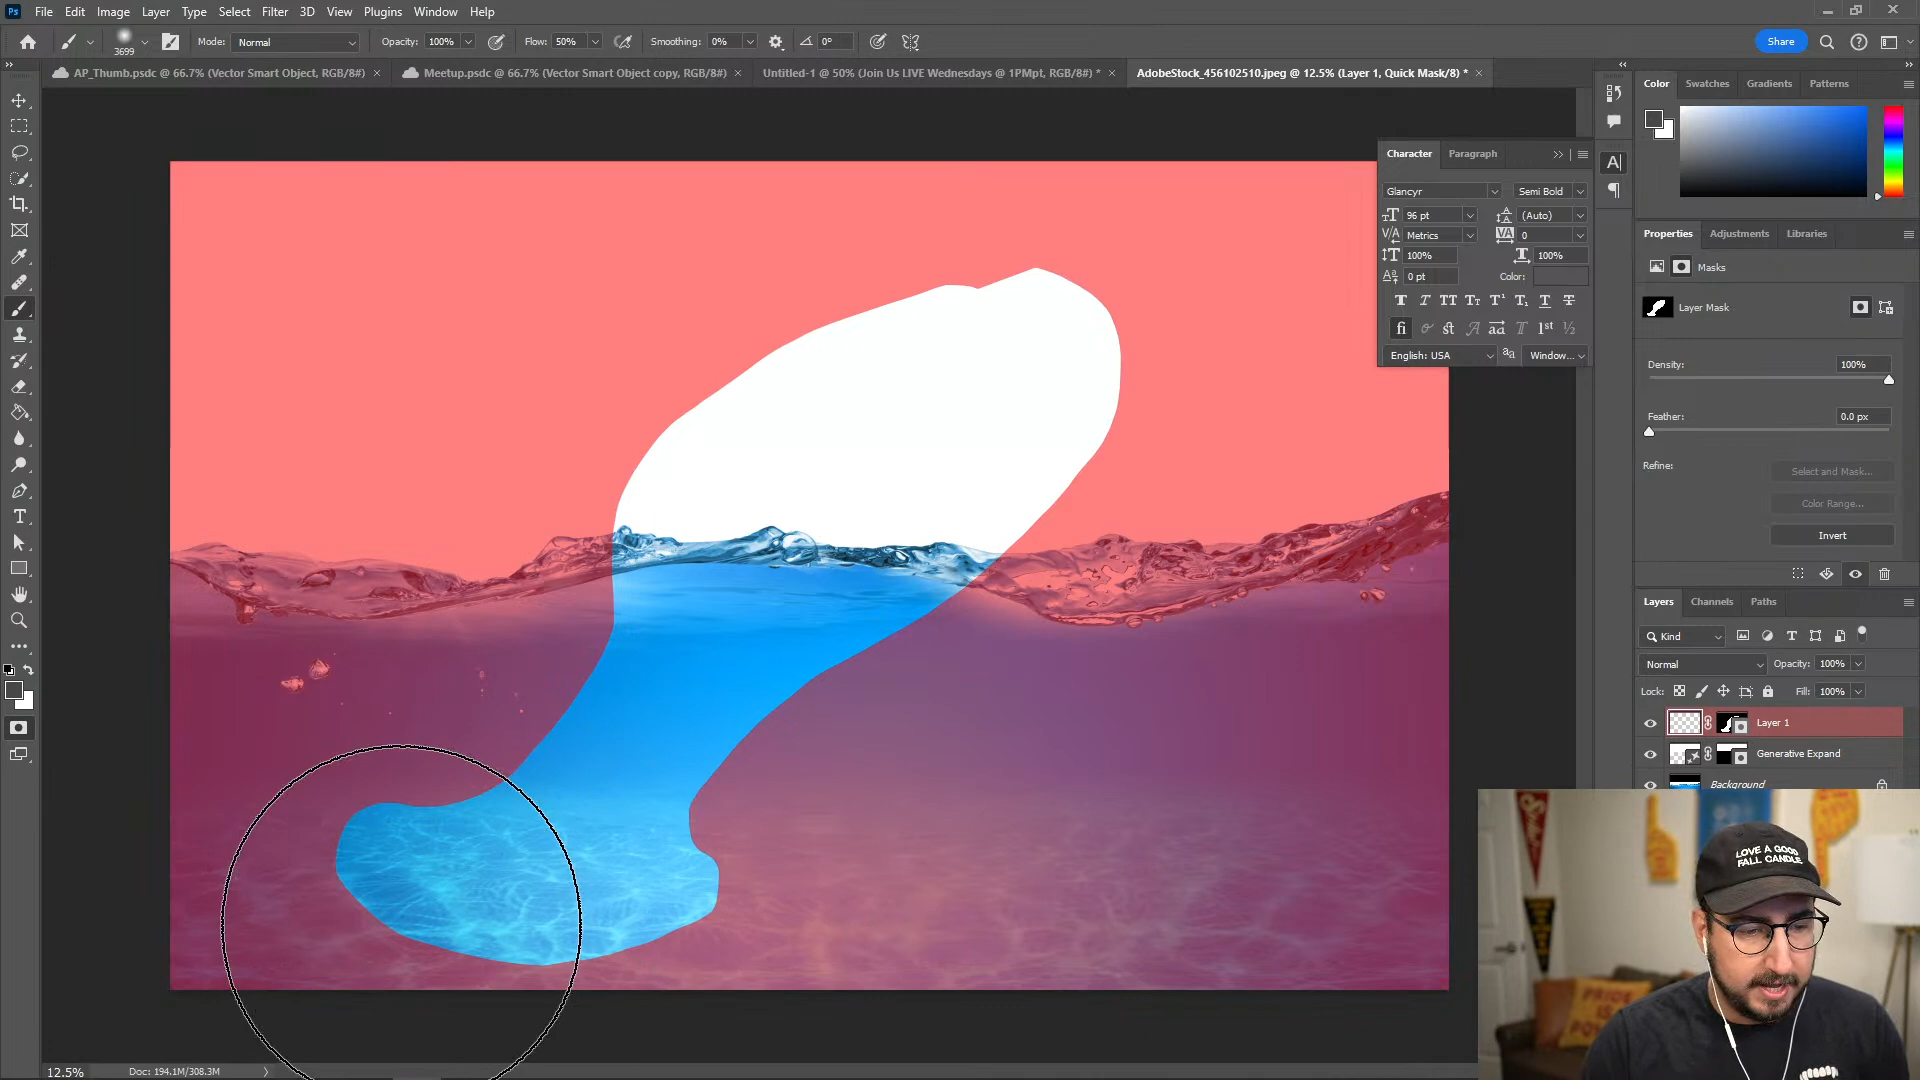 Ps File Edit Image Layer Type Select Filter 3D View Plugins Window Help
3699 Mode: Normal Opacity: 100% Flow: 50% Smoothing: 0% 0° Share
AP_Thumb.psdc @ 66.7% (Vector Smart Object, RGB/8#) × Meetup.psdc @ 66.7% (Vector Smart Object copy, RGB/8#) × Untitled-1 @ 50% (Join Us LIVE Wednesdays @ 1PMpt, RGB/8#) * × AdobeStock_456102510.jpeg @ 12.5% (Layer 1, Quick Mask/8) * ×
Color Swatches Gradients Patterns
Character Paragraph
Glancyr Semi Bold
96 pt (Auto)
Metrics 0
100% 100%
0 pt Color:
English: USA Window...
Properties Adjustments Libraries
Masks
Layer Mask
Density: 100%
Feather: 0.0 px
Refine: Select and Mask...
Color Range...
Invert
Layers Channels Paths
Kind
Normal Opacity: 100%
Lock: Fill: 100%
Layer 1
Generative Expand
Background
LOVE A GOOD
FALL CANDLE
12.5% Doc: 194.1M/308.3M